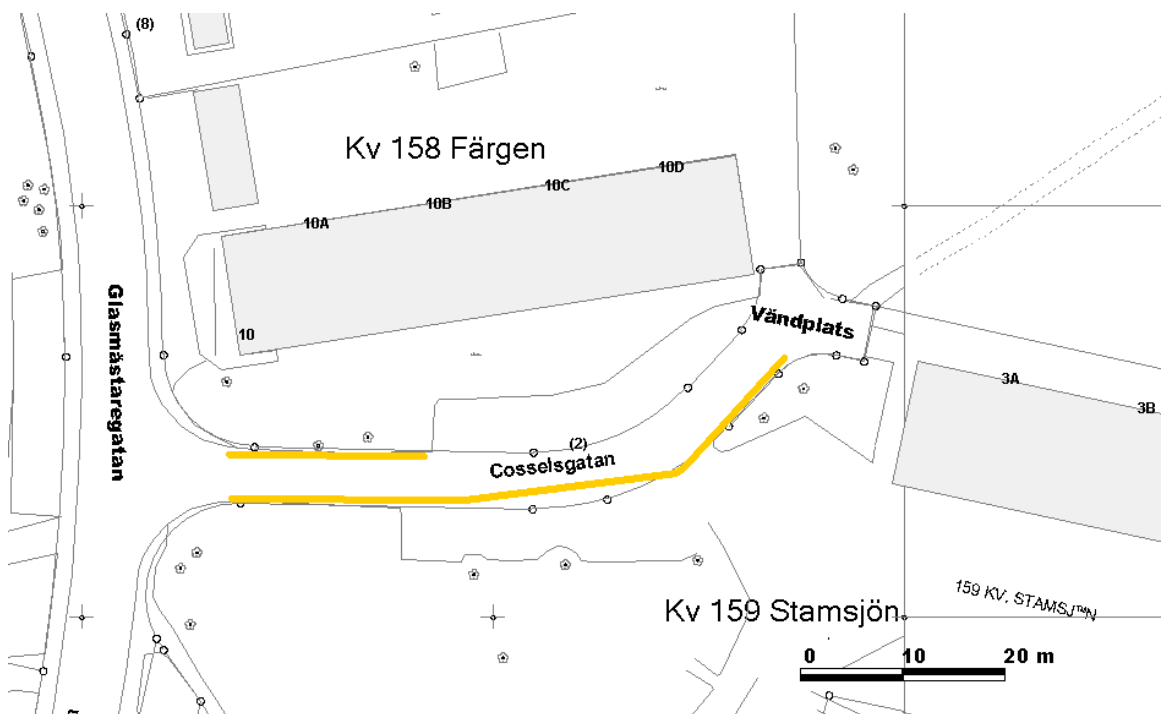 (8)
Kv 158 Färgen
10D
10C
10B
10A
Glasmästaregatan
10
Vändplats
3A
3B
(2)
Cosselsgatan
159 KV. STAMSJ™N
Kv 159 Stamsjön
0 10 20 m